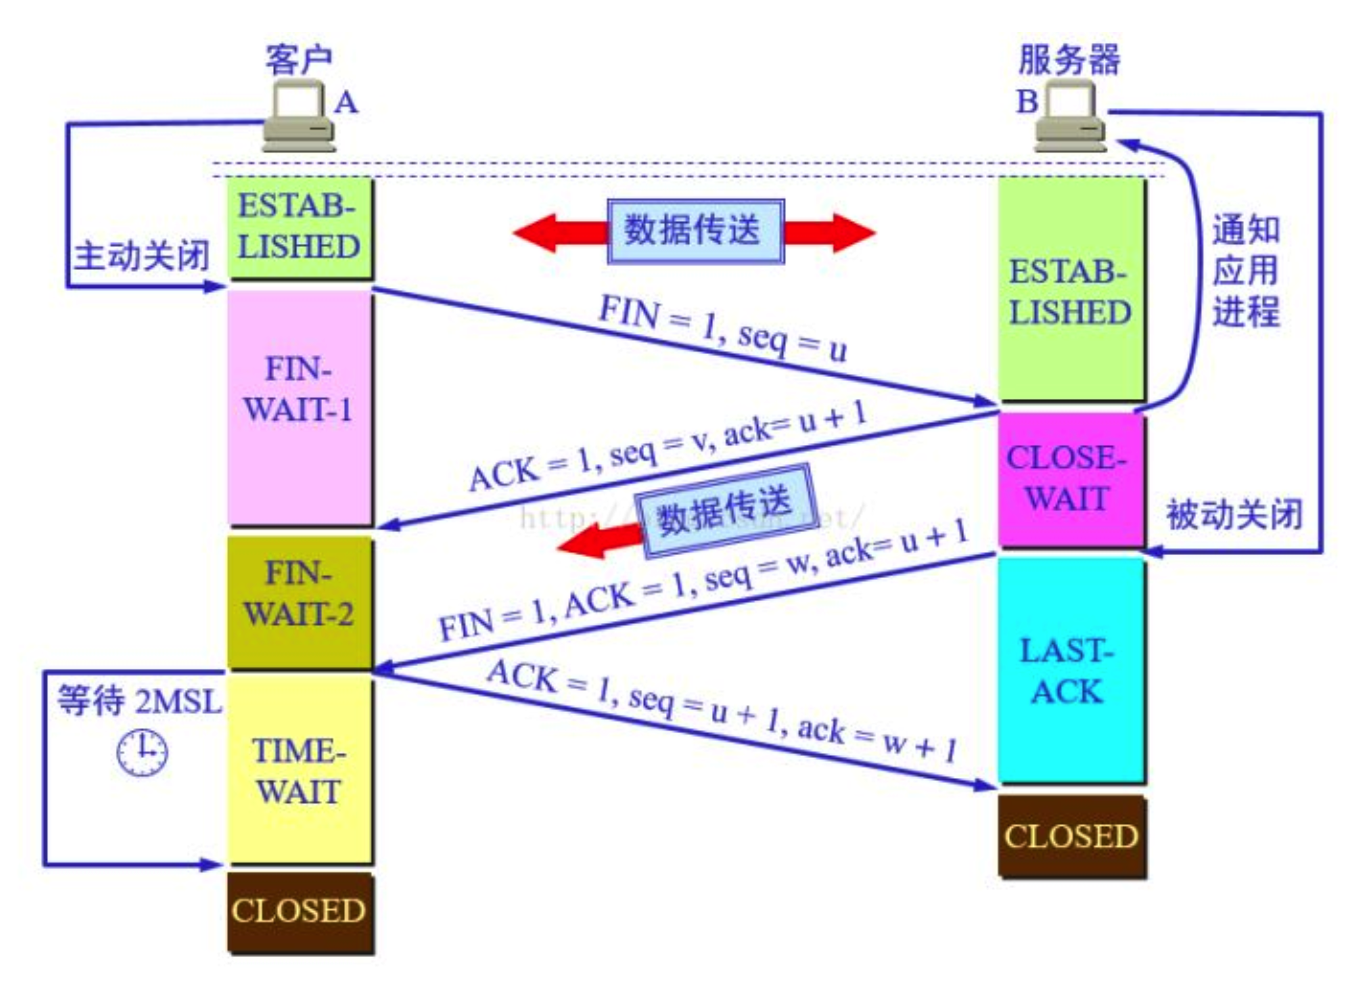 客户
A
服务器
B
ESTAB-
LISHED
数据传送
通知
应用
进程
主动关闭
ESTAB-
LISHED
FIN = 1, seq = u
FIN-
WAIT-1
ACK = 1, seq = v, ack= u + 1
CLOSE-
WAIT
数据传送
被动关闭
FIN-
WAIT-2
FIN = 1, ACK = 1, seq = w, ack= u + 1
LAST-
ACK
等待 2MSL
ACK = 1, seq = u + 1, ack = w + 1
TIME-
WAIT
CLOSED
CLOSED